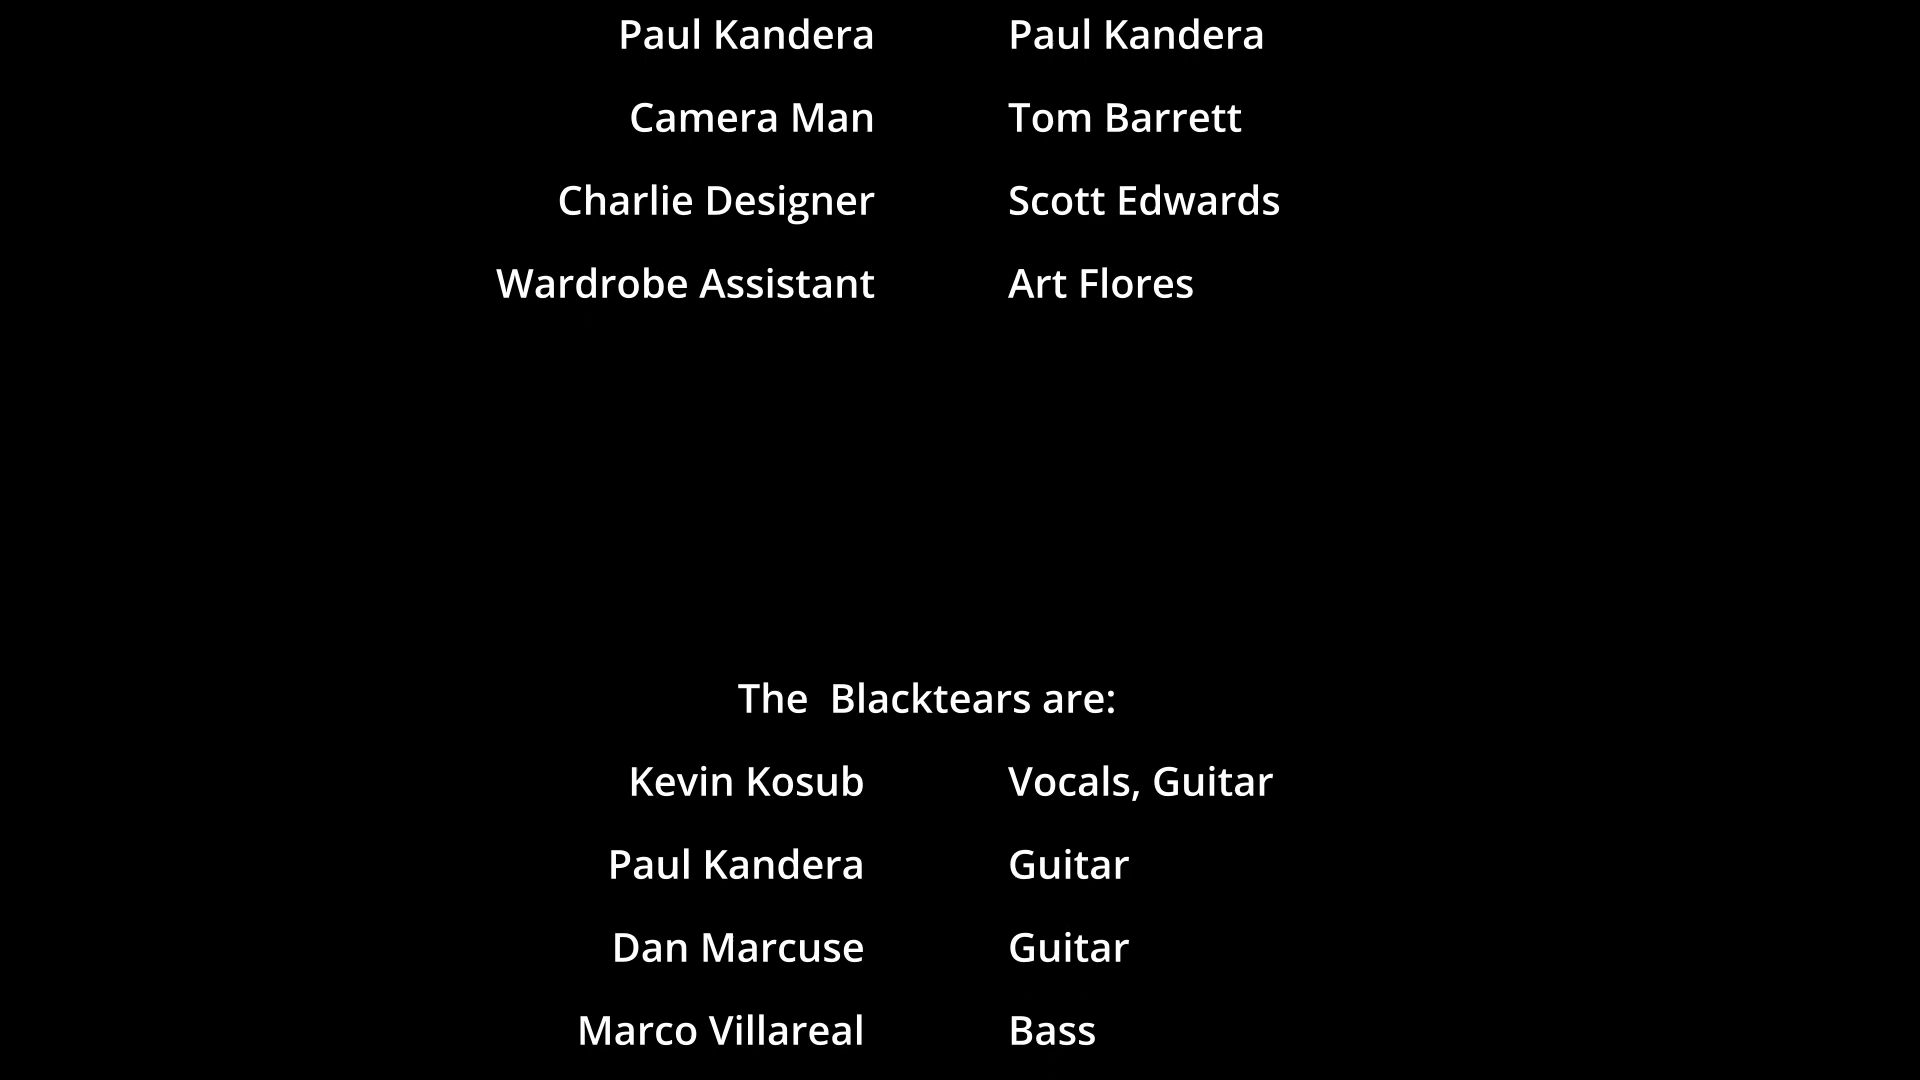 Paul Kandera Paul Kandera
Camera Man Tom Barrett
Charlie Designer Scott Edwards
Wardrobe Assistant Art Flores
The  Blacktears are:
Kevin Kosub Vocals, Guitar
Paul Kandera Guitar
Dan Marcuse Guitar
Marco Villareal Bass